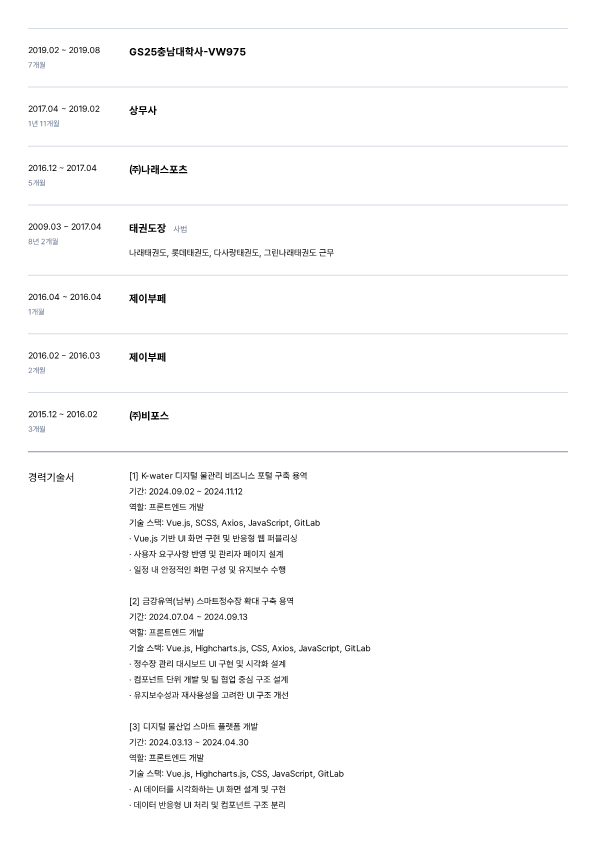 2019.02 ~ 2019.08
7개월
GS25충남대학사-VW975
2017.04 ~ 2019.02
1년 11개월
상무사
2016.12 ~ 2017.04
5개월
㈜나래스포츠
2009.03 ~ 2017.04
8년 2개월
태권도장 사범
나래태권도, 롯데태권도, 다사랑태권도, 그린나래태권도 근무
2016.04 ~ 2016.04
1개월
제이부페
2016.02 ~ 2016.03
2개월
제이부페
2015.12 ~ 2016.02
3개월
㈜비포스
경력기술서
[1] K-water 디지털 물관리 비즈니스 포털 구축 용역
기간: 2024.09.02 ~ 2024.11.12
역할: 프론트엔드 개발
기술 스택: Vue.js, SCSS, Axios, JavaScript, GitLab
· Vue.js 기반 UI 화면 구현 및 반응형 웹 퍼블리싱
· 사용자 요구사항 반영 및 관리자 페이지 설계
· 일정 내 안정적인 화면 구성 및 유지보수 수행
[2] 금강유역(남부) 스마트정수장 확대 구축 용역
기간: 2024.07.04 ~ 2024.09.13
역할: 프론트엔드 개발
기술 스택: Vue.js, Highcharts.js, CSS, Axios, JavaScript, GitLab
· 정수장 관리 대시보드 UI 구현 및 시각화 설계
· 컴포넌트 단위 개발 및 팀 협업 중심 구조 설계
· 유지보수성과 재사용성을 고려한 UI 구조 개선
[3] 디지털 물산업 스마트 플랫폼 개발
기간: 2024.03.13 ~ 2024.04.30
역할: 프론트엔드 개발
기술 스택: Vue.js, Highcharts.js, CSS, JavaScript, GitLab
· AI 데이터를 시각화하는 UI 화면 설계 및 구현
· 데이터 반응형 UI 처리 및 컴포넌트 구조 분리